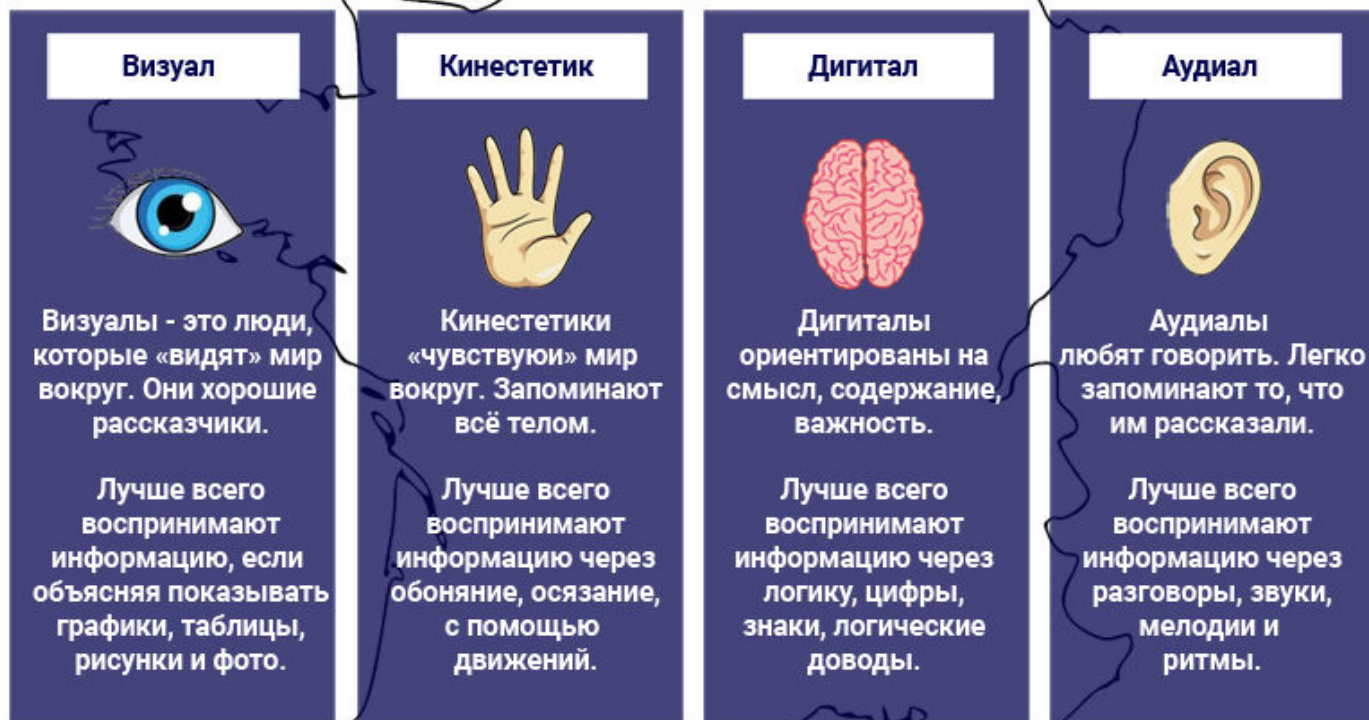 Визуал
Визуалы - это люди,
которые «видят» мир
вокруг. Они хорошие
рассказчики.
Лучше всего
воспринимают
информацию, если
объясняя показывать
графики, таблицы,
рисунки и фото.
Кинестетик
Кинестетики
«чувствуюи» мир
вокруг. Запоминают
всё телом.
Лучше всего
воспринимают
информацию через
обоняние, осязание,
с помощью
движений.
Дигитал
Дигиталы
ориентированы на
смысл, содержание,
важность.
Лучше всего
воспринимают
информацию через
логику, цифры,
знаки, логические
доводы.
Аудиал
Аудиалы
любят говорить. Легко
запоминают то, что
им рассказали.
Лучше всего
воспринимают
информацию через
разговоры, звуки,
мелодии и
ритмы.